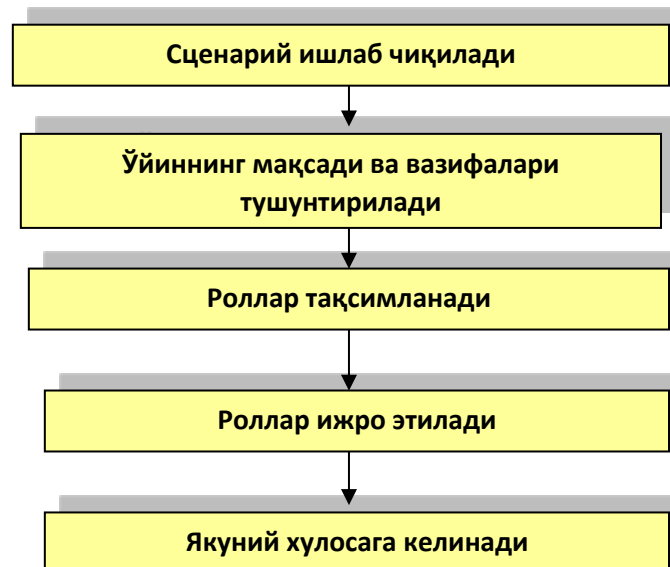 Сценарий ишлаб чиқилади
Ўйиннинг мақсади ва вазифалари
тушунтирилади
Роллар тақсимланади
Роллар ижро этилади
Якуний хулосага келинади